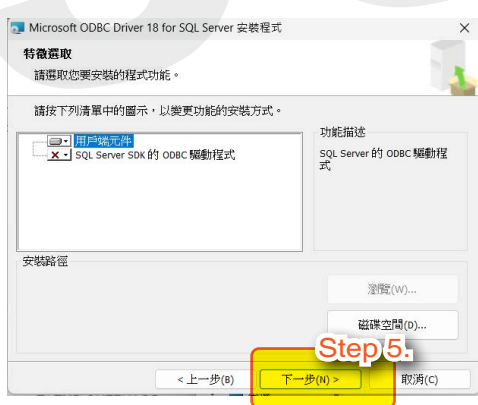 Microsoft ODBC Driver 18 for SQL Server 安裝程式
特徵選取
請選取您要安裝的程式功能。
請按下列清單中的圖示，以變更功能的安裝方式。
用戶端元件
SQL Server SDK 的 ODBC 驅動程式
功能描述
SQL Server 的 ODBC 驅動程
式
安裝路徑
瀏覽(W)...
磁碟空間(D)...
Step 5.
< 上一步(B)
下一步(N) >
取消(C)